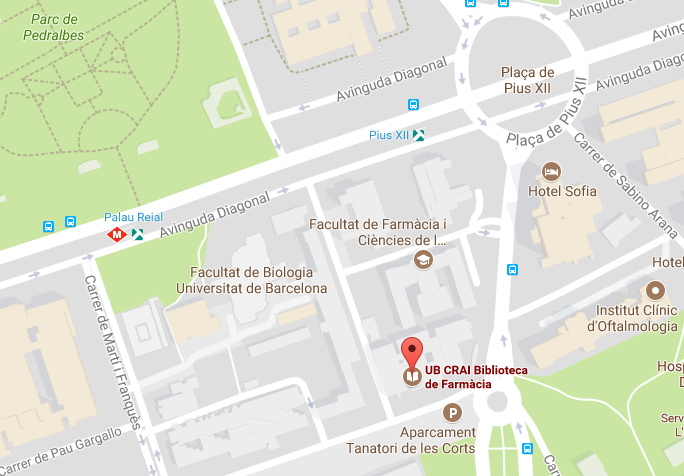 Parc de
Pedralbes
Avinguda Diagonal
Plaça de
Pius XII
Avinguda Diagonal
Pius XII
Plaça de Pius XII
Carrer de Sabino Arana
Hotel Sofia
Palau Reial
M
Avinguda Diagonal
Facultat de Farmàcia i
Ciències de l...
Facultat de Biologia
Universitat de Barcelona
Hotel
Institut Clínic
d'Oftalmologia
Carrer de Martí i Franquès
UB CRAI Biblioteca
de Farmàcia
Hosp
D
P
Aparcament
Tanatori de les Corts
Serv
L'
Carrer de Pau Gargallo
Car